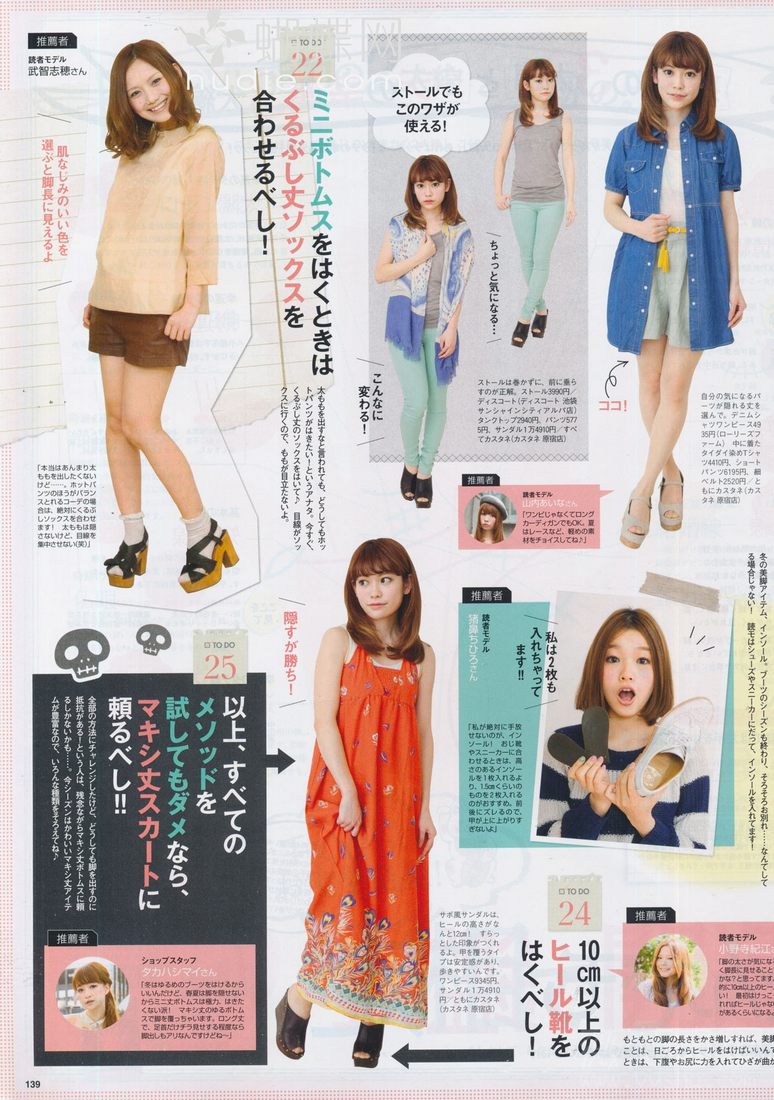 蝴蝶网
hudie.com
推薦者
読者モデル
武智志穂さん
肌なじみのいい色を
選ぶと脚長に見えるよ
TO DO
22
ミニボトムスをはくときは
くるぶし丈ソックスを
合わせるべし!
太ももを出すなと言われても、どうしてもホッ
トパンツがはきたい!というアナタ。今すぐ、
くるぶし丈のソックスをはいて♪ 目線がソッ
クスに行くので、ももが目立たないよ。
「本当はあんまり太
ももを出したくない
けど……。ホットパ
ンツのほうがバラン
スとれるコーデの場
合は、絶対にくるぶ
しソックスを合わせ
ます! 太ももは隠
さないけど、目線を
集中させない(笑)」
ストールでも
このワザが
使える!
ちょっと気になる…
こんなに
変わる!
ストールは巻かずに、前に垂ら
すのが正解。ストール3990円/
ディスコート(ディスコート 池袋
サンシャインシティアルパ店)
タンクトップ2940円、パンツ577
5円、サンダル1万4910円/すべ
てカスタネ(カスタネ 原宿店)
ココ!
自分の気になるパ
ーツが隠れる丈を
選んで。デニムシャ
ツワンピース49
35円(ローリーズフ
ァーム) 中に着た
タイダイ染めTシャ
ツ4410円、ショート
パンツ6195円、細
ベルト2520円/と
もにカスタネ(カスタ
ネ 原宿店)
推薦者
読者モデル
山内あいなさん
「ワンピじゃなくてロング
カーディガンでもOK。夏
はレースなど、軽めの素
材をチョイスしてね♪」
冬の美脚アイテム、インソール。ブーツのシーズンも終わり、そろそろお別れ…なんてして
る場合じゃない! 読モはシューズやスニーカーにだって、インソールを入れてます!
推薦者
読者モデル
猪鼻ちひろさん
私は2枚も
入れちゃって
ます!!
「私が絶対に手放
せないのが、イン
ソール! おじ靴
やスニーカーに合
わせるときは、高
さのあるインソール
を1枚入れるより、
1.5cmくらいのも
のを2枚入れるの
がおすすめ。前
後にズレるので、
甲が上に上がりす
ぎないよ」
TO DO
25
以上、すべての
メソッドを
試してもダメなら、
マキシ丈スカートに
頼るべし!!
全部の方法にチャレンジしたけど、どうしても脚を出すのに
抵抗がある!という人は、残念ながらマキシ丈ボトムスに頼
るしかないかも……。今シーズンはかわいいマキシ丈アイテ
ムが豊富なので、いろんな種類をそろえてね♪
隠すが勝ち!
推薦者
ショップスタッフ
タカハシマイさん
「冬はゆるめのブーツをはけるから
いいんだけど、春夏は脚を隠せない
からミニ丈ボトムスは極力、はきた
くない派! マキシ丈のゆるボトム
スで脚を覆っちゃいます。ロング丈
で、足首だけチラ見せする程度なら
脚出しもアリなんですけどね〜」
サボ風サンダルは、
ヒールの高さがな
んと12cm! すらっ
とした印象がつくれ
るよ。甲を覆うタイ
プは安定感があり、
歩きやすいんです。
ワンピース9345円、
サンダル1万4910
円/ともにカスタネ
(カスタネ 原宿店)
TO DO
24
10cm以上の
ヒール靴を
はくべし!
推薦者
読者モデル
小野寺紀江さ
「脚の太さが気にな
く脚長に見せること
かな?と思ってます。
的に10cm以上のヒー
い! 最初はけっこ
れればヒールじゃな
があるくらいになる。
もともとの脚の長さをかさ増しすれば、美脚
ことは、日ごろからヒールをはけばいいんで
ときは、下腹やお尻に力を入れてひざが曲が
139